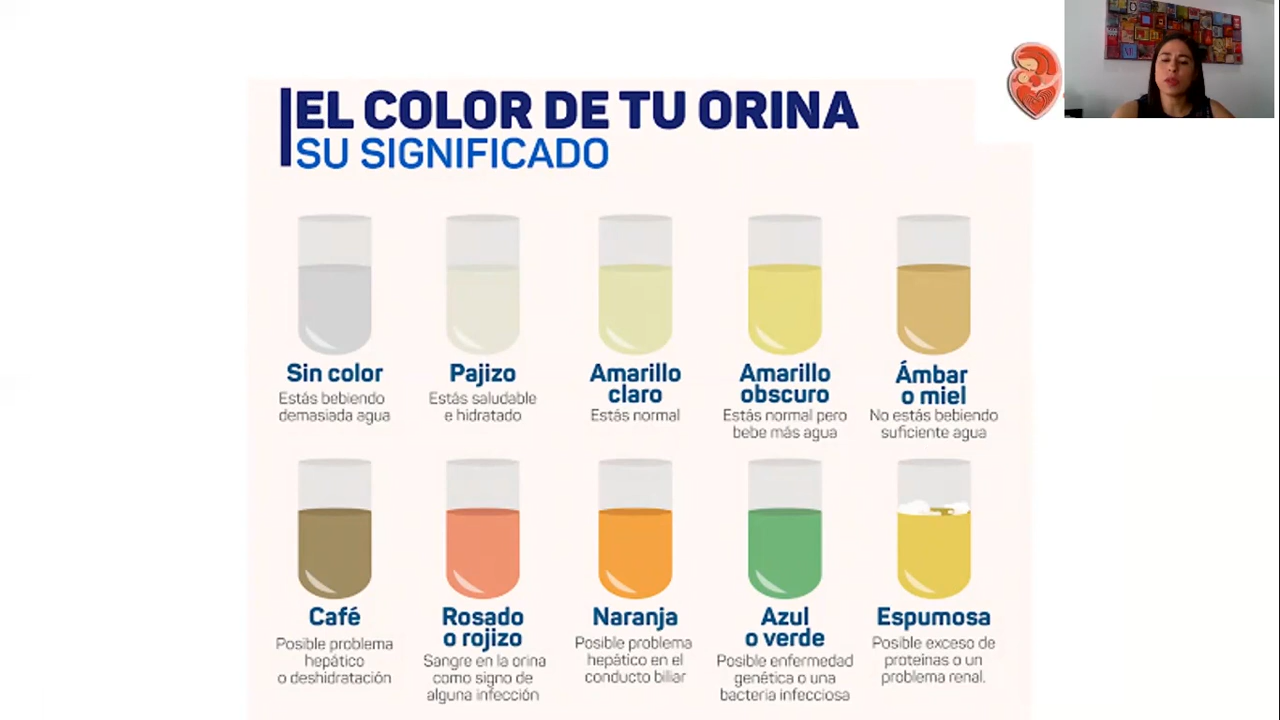 EL COLOR DE TU ORINA
SU SIGNIFICADO
Sin color
Estás bebiendo
demasiada agua
Pajizo
Estás saludable
e hidratado
Amarillo
claro
Estás normal
Amarillo
obscuro
Estás normal pero
bebe más agua
Ámbar
o miel
No estás bebiendo
suficiente agua
Café
Posible problema
hepático
o deshidratación
Rosado
o rojizo
Sangre en la orina
como signo de
alguna infección
Naranja
Posible problema
hepático en el
conducto biliar
Azul
o verde
Posible enfermedad
genética o una
bacteria infecciosa
Espumosa
Posible exceso de
proteínas o un
problema renal.